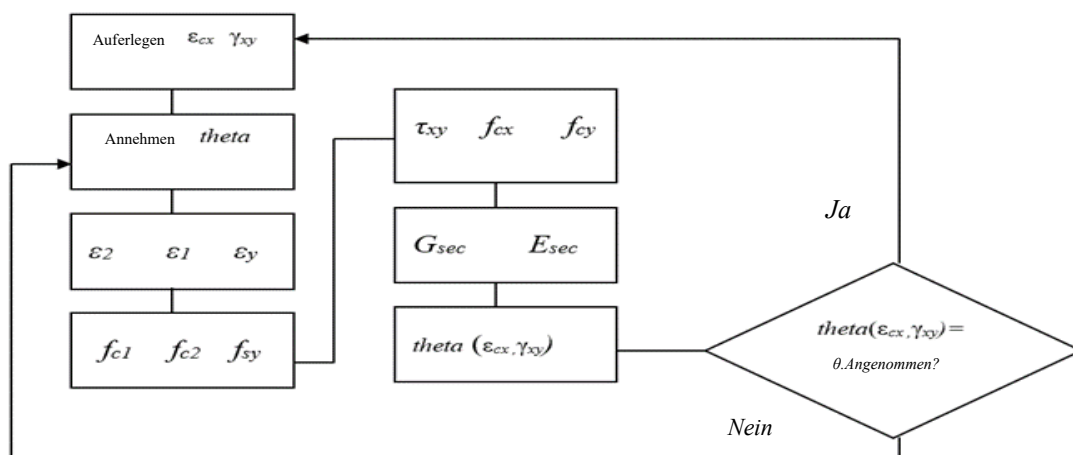 Auferlegen εcx γxy
Annehmen theta
ε2 ε1 εy
fc1 fc2 fsy
τxy fcx fcy
Gsec Esec
theta (εcx,γxy)
theta(εcx,γxy)=
θ.Angenommen?
Ja
Nein